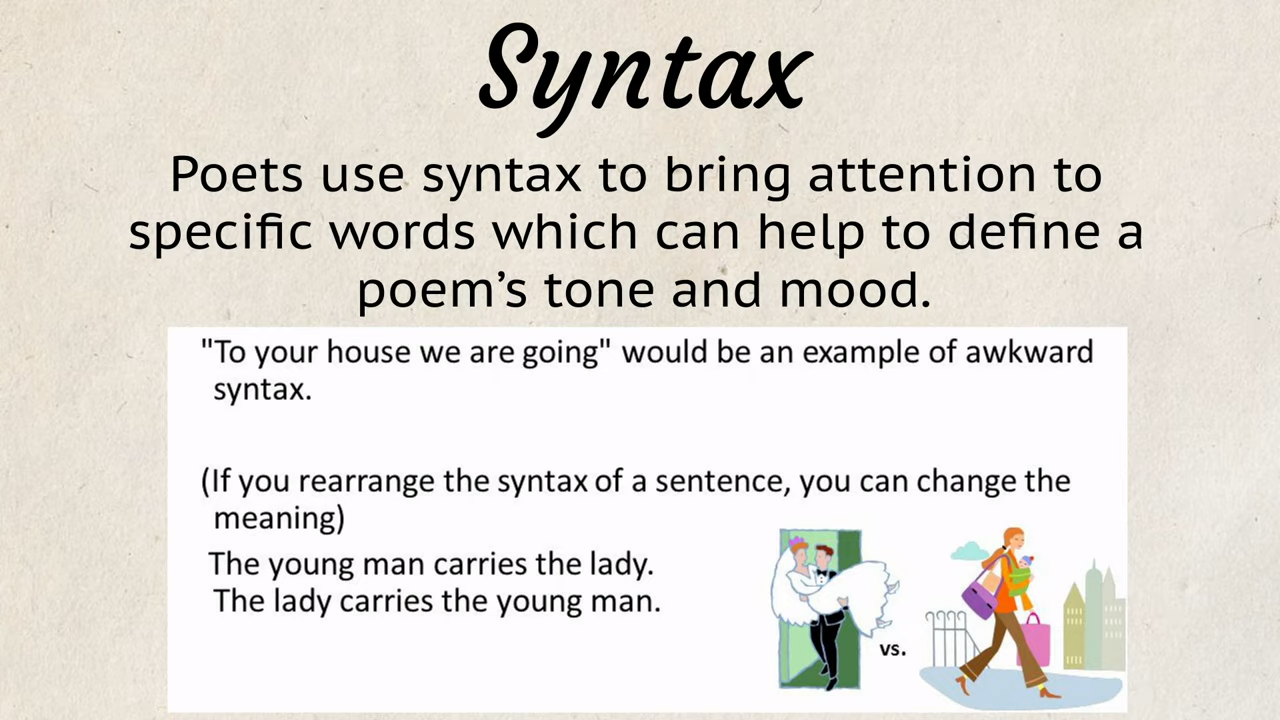 Syntax
Poets use syntax to bring attention to
specific words which can help to define a
poem's tone and mood.
"To your house we are going" would be an example of awkward
syntax.
(If you rearrange the syntax of a sentence, you can change the
meaning)
The young man carries the lady.
The lady carries the young man.
vs.